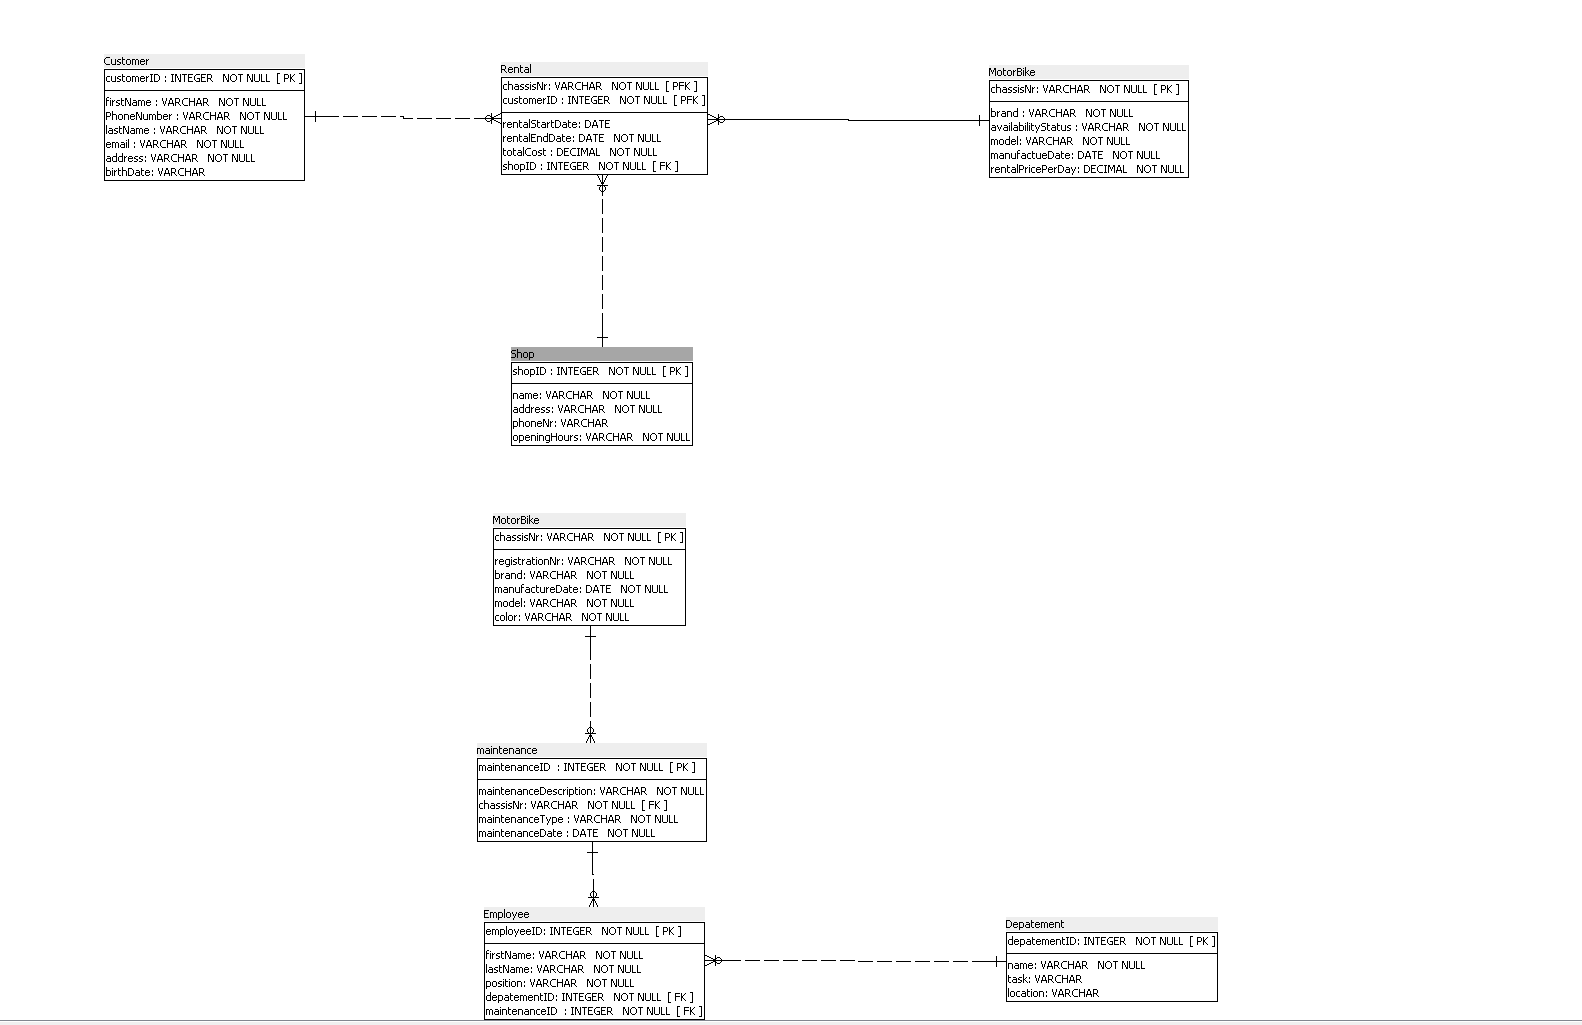 Customer
customerID : INTEGER NOT NULL [ PK ]
firstName : VARCHAR NOT NULL
PhoneNumber : VARCHAR NOT NULL
lastName : VARCHAR NOT NULL
email : VARCHAR NOT NULL
address: VARCHAR NOT NULL
birthDate: VARCHAR
Rental
chassisNr: VARCHAR NOT NULL [ PFK ]
customerID : INTEGER NOT NULL [ PFK ]
rentalStartDate: DATE
rentalEndDate: DATE NOT NULL
totalCost : DECIMAL NOT NULL
shopID : INTEGER NOT NULL [ FK ]
MotorBike
chassisNr: VARCHAR NOT NULL [ PK ]
brand : VARCHAR NOT NULL
availabilityStatus : VARCHAR NOT NULL
model: VARCHAR NOT NULL
manufactueDate: DATE NOT NULL
rentalPricePerDay: DECIMAL NOT NULL
Shop
shopID : INTEGER NOT NULL [ PK ]
name: VARCHAR NOT NULL
address: VARCHAR NOT NULL
phoneNr: VARCHAR
openingHours: VARCHAR NOT NULL
MotorBike
chassisNr: VARCHAR NOT NULL [ PK ]
registrationNr: VARCHAR NOT NULL
brand: VARCHAR NOT NULL
manufactureDate: DATE NOT NULL
model: VARCHAR NOT NULL
color: VARCHAR NOT NULL
maintenance
maintenanceID : INTEGER NOT NULL [ PK ]
maintenanceDescription: VARCHAR NOT NULL
chassisNr: VARCHAR NOT NULL [ FK ]
maintenanceType : VARCHAR NOT NULL
maintenanceDate : DATE NOT NULL
Employee
employeeID: INTEGER NOT NULL [ PK ]
firstName: VARCHAR NOT NULL
lastName: VARCHAR NOT NULL
position: VARCHAR NOT NULL
depatementID: INTEGER NOT NULL [ FK ]
maintenanceID : INTEGER NOT NULL [ FK ]
Depatement
depatementID: INTEGER NOT NULL [ PK ]
name: VARCHAR NOT NULL
task: VARCHAR
location: VARCHAR